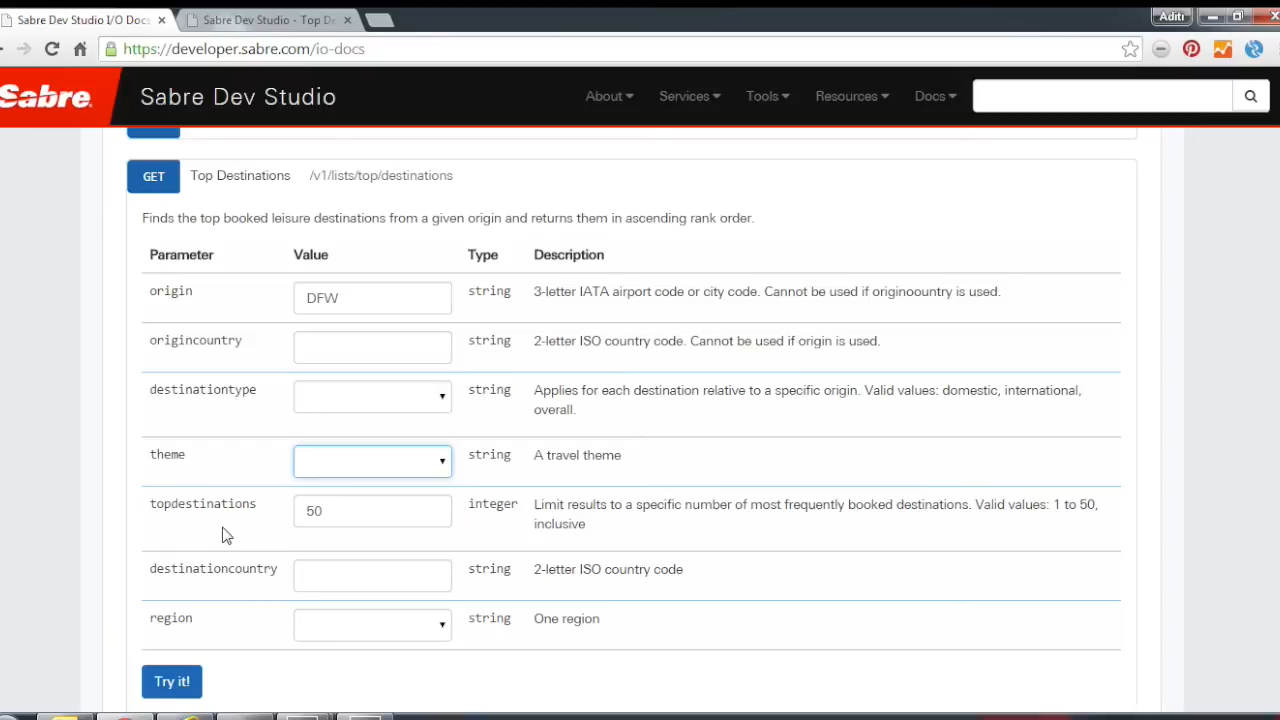 Sabre Dev Studio I/O Docs
Sabre Dev Studio - Top De
Aditi
https://developer.sabre.com/io-docs
Sabre.
Sabre Dev Studio
About
Services
Tools
Resources
Docs
GET
Top Destinations
/v1/lists/top/destinations
Finds the top booked leisure destinations from a given origin and returns them in ascending rank order.
Parameter
Value
Type
Description
origin
DFW
string
3-letter IATA airport code or city code. Cannot be used if originoountry is used.
origincountry
string
2-letter ISO country code. Cannot be used if origin is used.
destinationtype
string
Applies for each destination relative to a specific origin. Valid values: domestic, international,
overall.
theme
string
A travel theme
topdestinations
50
integer
Limit results to a specific number of most frequently booked destinations. Valid values: 1 to 50,
inclusive
destinationcountry
string
2-letter ISO country code
region
string
One region
Try it!